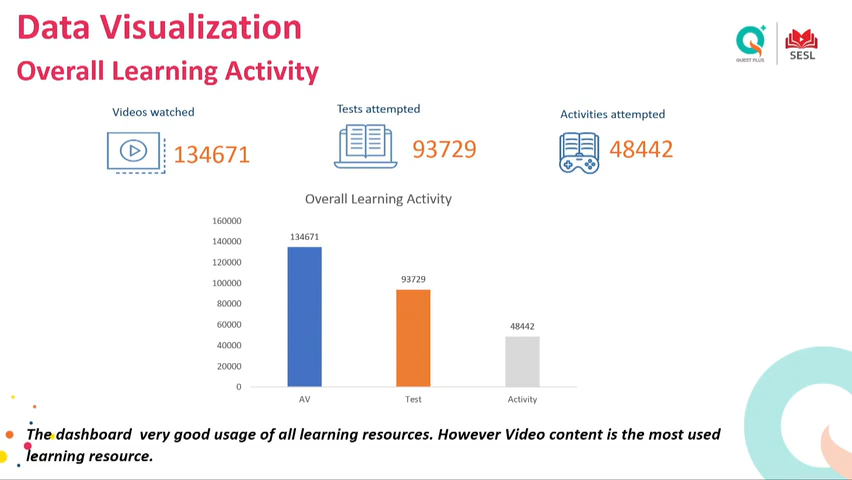 Data Visualization
Overall Learning Activity
QUEST PLUS
SESL
Videos watched
134671
Tests attempted
93729
Activities attempted
48442
Overall Learning Activity
160000
140000
120000
100000
80000
60000
40000
20000
0
134671
93729
48442
AV
Test
Activity
The dashboard  very good usage of all learning resources. However Video content is the most used
learning resource.